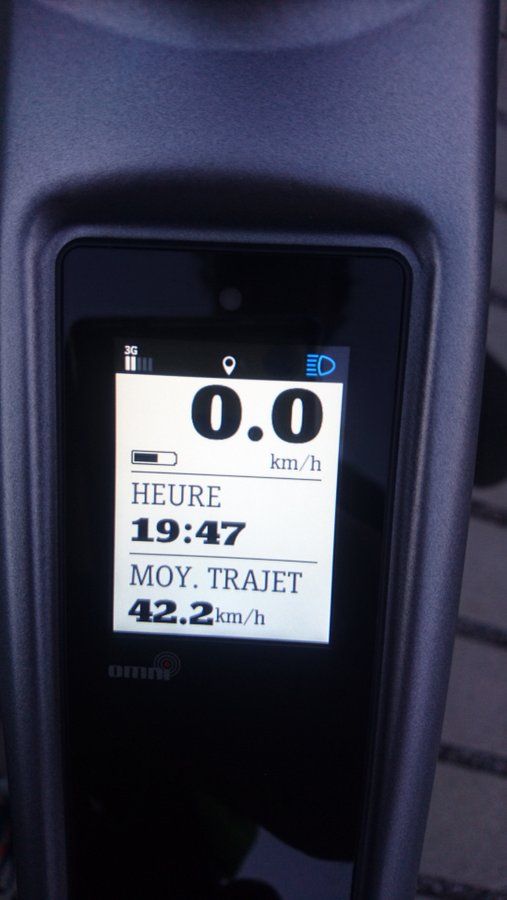 3G
0.0
km/h
HEURE
19:47
MOY. TRAJET
42.2km/h
omni